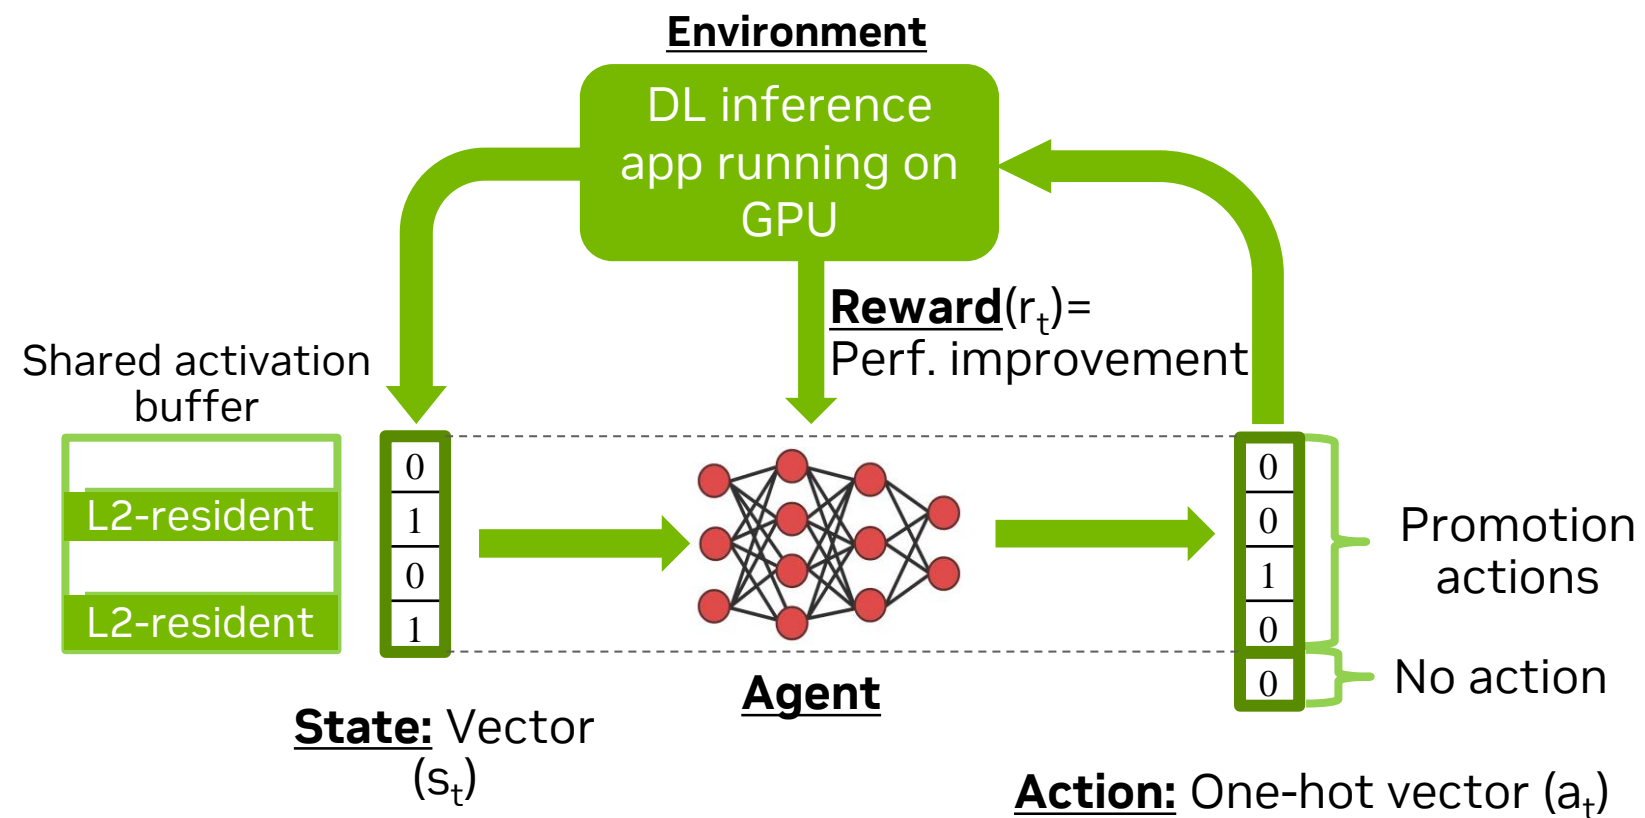 Environment
DL inference
app running on
GPU
Reward(rₜ)=
Perf. improvement
Shared activation
buffer
L2-resident
L2-resident
0
1
0
1
0
0
1
0
0
Promotion
actions
No action
Agent
State: Vector
(sₜ)
Action: One-hot vector (aₜ)